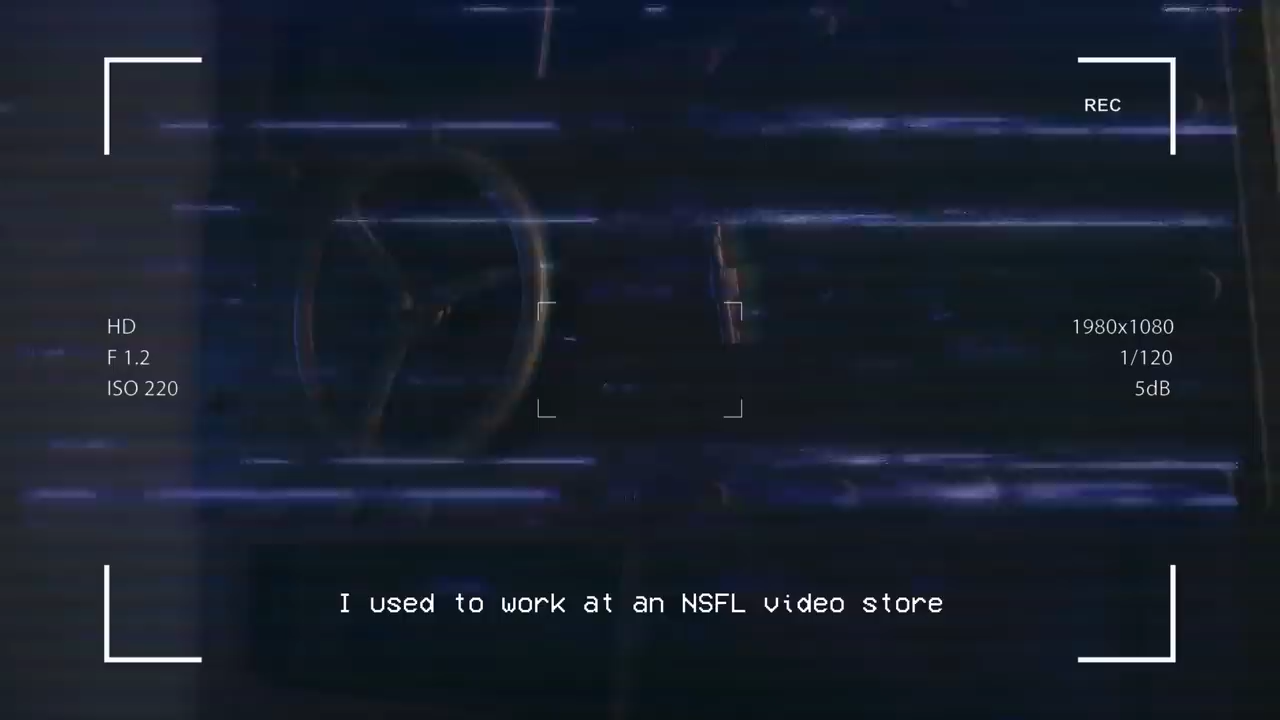 REC
HD
F 1.2
ISO 220
1980x1080
1/120
5dB
I used to work at an NSFL video store